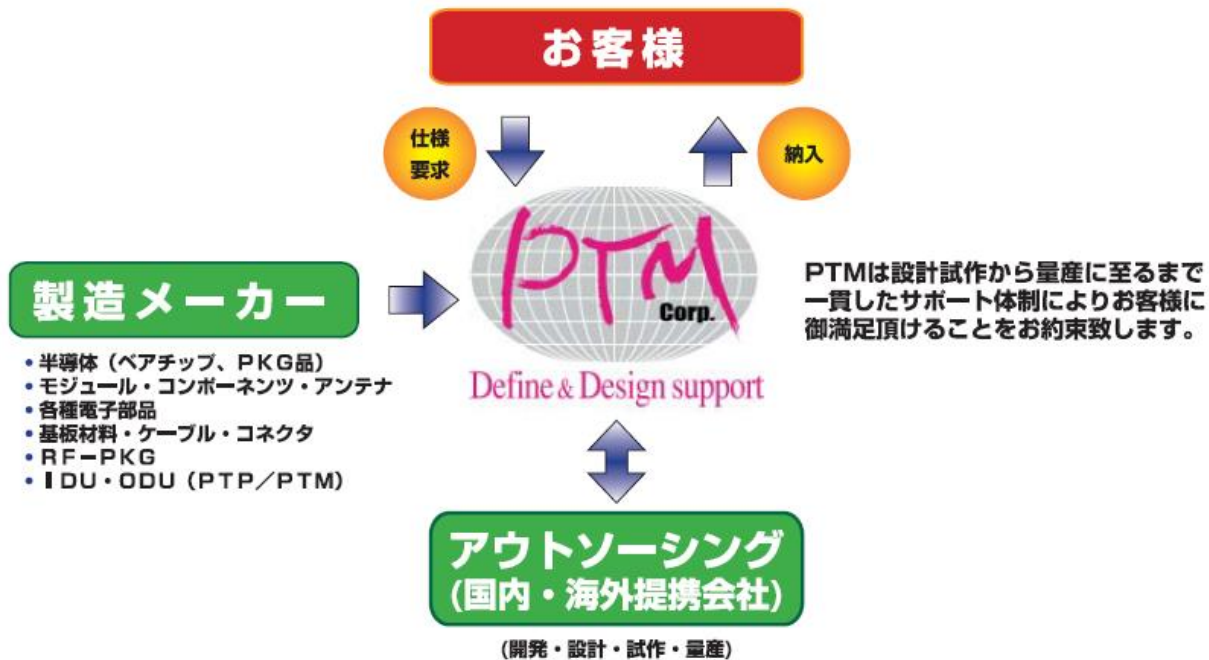 お客様
仕様
要求
納入
PTM
Corp.
Define & Design support
製造メーカー
• 半導体（ベアチップ、PKG品）
• モジュール・コンポーネンツ・アンテナ
• 各種電子部品
• 基板材料・ケーブル・コネクタ
• RF－PKG
• IDU・ODU（PTP／PTM）
PTMは設計試作から量産に至るまで
一貫したサポート体制によりお客様に
御満足頂けることをお約束致します。
アウトソーシング
(国内・海外提携会社)
(開発・設計・試作・量産)